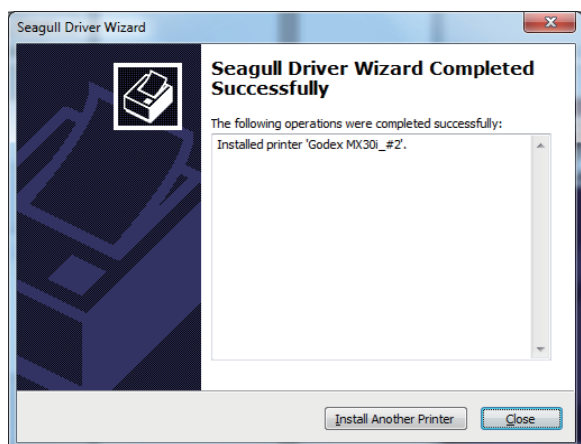 Seagull Driver Wizard
Seagull Driver Wizard Completed
Successfully
The following operations were completed successfully:
Installed printer 'Godex MX30i_#2'.
Install Another Printer
Close